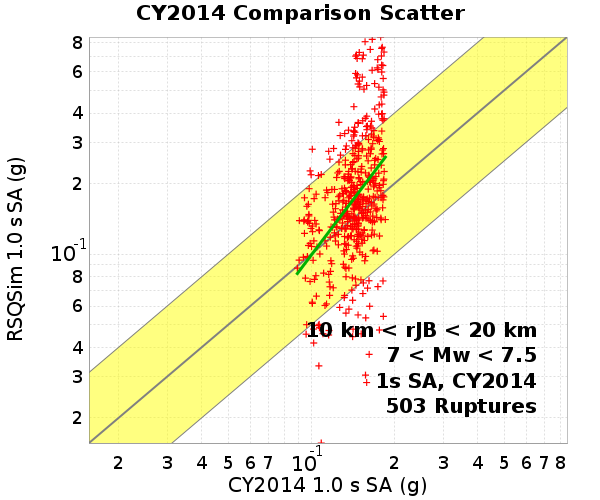 CY2014 Comparison Scatter
RSQSim 1.0 s SA (g)
8
6
4
3
2
10-1
8
6
4
3
2
10 km < rJB < 20 km
7 < Mw < 7.5
1s SA, CY2014
503 Ruptures
2 3 4 5 6 7 10-1 2 3 4 5 6 7 8
CY2014 1.0 s SA (g)